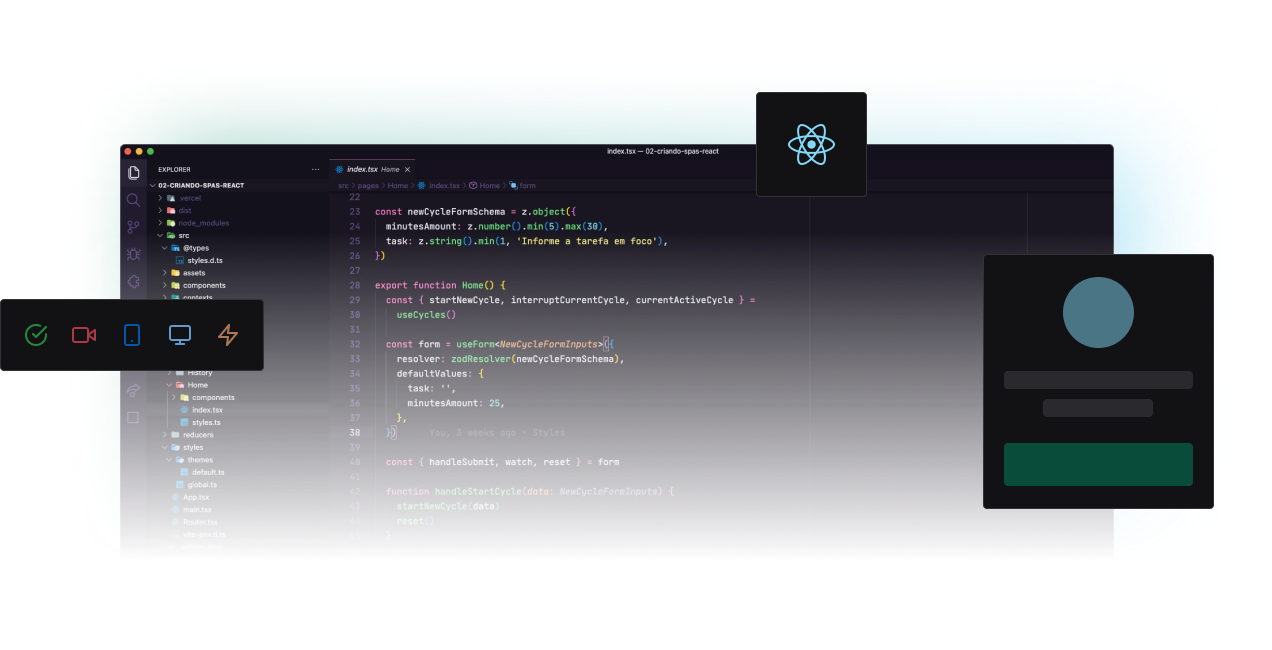 index.tsx — 02-criando-spas-react
EXPLORER
···
02-CRIANDO-SPAS-REACT
.vercel
dist
node_modules
src
@types
styles.d.ts
assets
components
contexts
History
Home
components
index.tsx
styles.ts
reducers
styles
themes
default.ts
global.ts
App.tsx
main.tsx
Router.tsx
vite-env.d.ts
index.tsx Home
src > pages > Home > index.tsx > Home > form
22
23 const newCycleFormSchema = z.object({
24 minutesAmount: z.number().min(5).max(30),
25 task: z.string().min(1, 'Informe a tarefa em foco'),
26 })
27
28 export function Home() {
29 const { startNewCycle, interruptCurrentCycle, currentActiveCycle } =
30 useCycles()
31
32 const form = useForm<NewCycleFormInputs>({
33 resolver: zodResolver(newCycleFormSchema),
34 defaultValues: {
35 task: '',
36 minutesAmount: 25,
37 },
38 }) You, 3 weeks ago • Styles
39
40 const { handleSubmit, watch, reset } = form
41
42 function handleStartCycle(data: NewCycleFormInputs) {
43 startNewCycle(data)
44 reset()
}